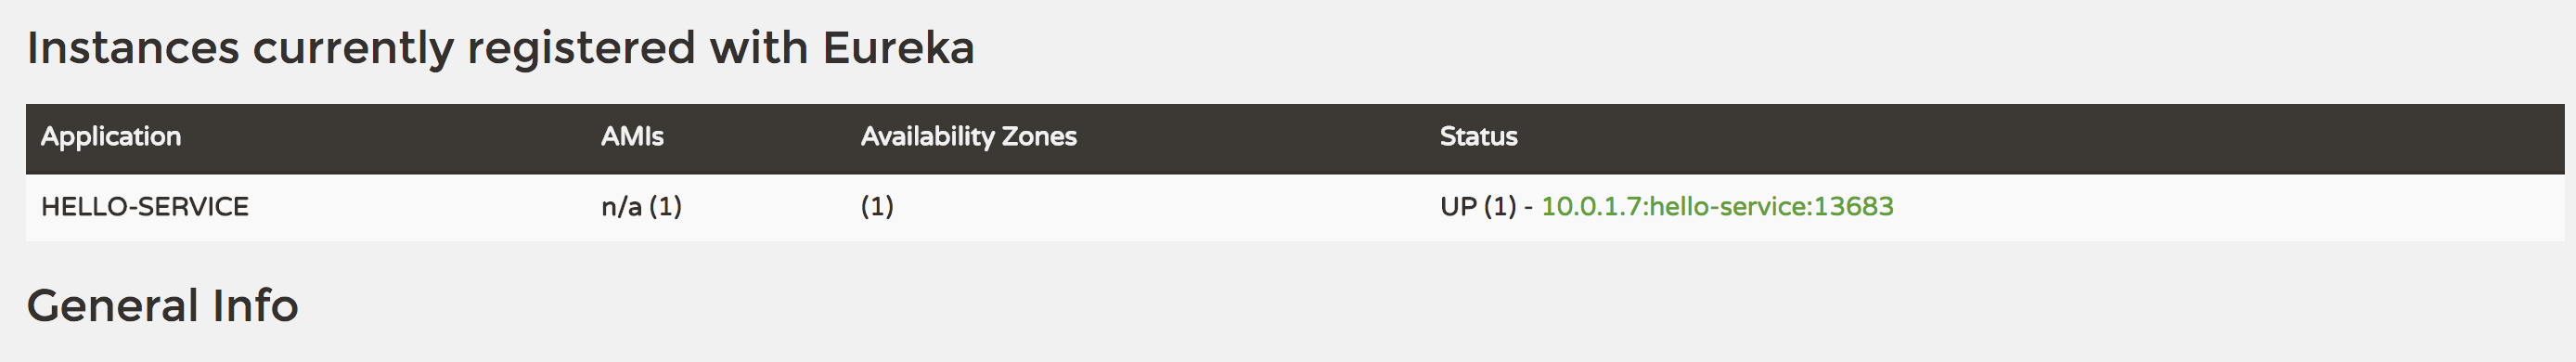 Instances currently registered with Eureka
Application AMIs Availability Zones Status
HELLO-SERVICE n/a (1) (1) UP (1) - 10.0.1.7:hello-service:13683
General Info